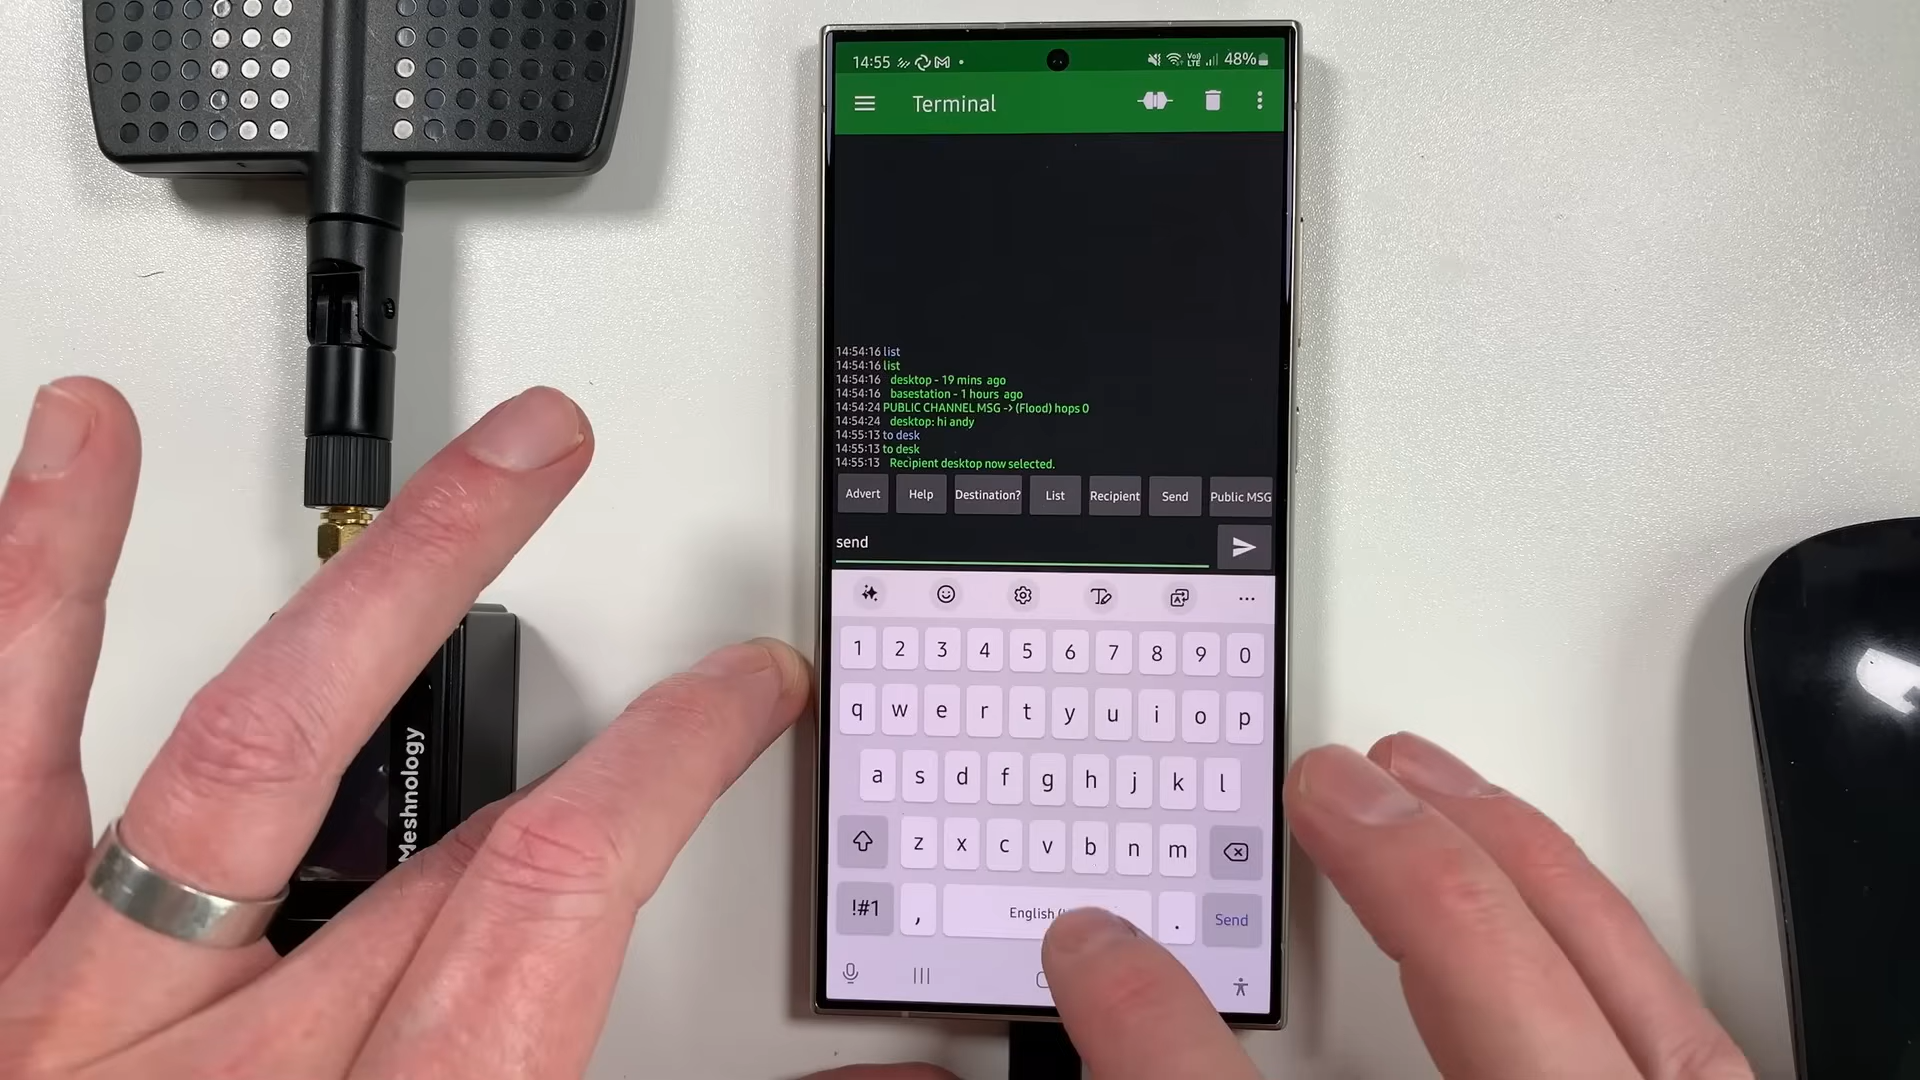 14:55
48%
Terminal
14:54:16 list
14:54:16 list
14:54:16 desktop - 19 mins ago
14:54:16 basestation - 1 hours ago
14:54:24 PUBLIC CHANNEL MSG -> (Flood) hops 0
14:54:24 desktop: hi andy
14:55:13 to desk
14:55:13 to desk
14:55:13 Recipient desktop now selected.
Advert Help Destination? List Recipient Send Public MSG
send
1 2 3 4 5 6 7 8 9 0
q w e r t y u i o p
a s d f g h j k l
z x c v b n m
!#1 , English . Send
Meshnology